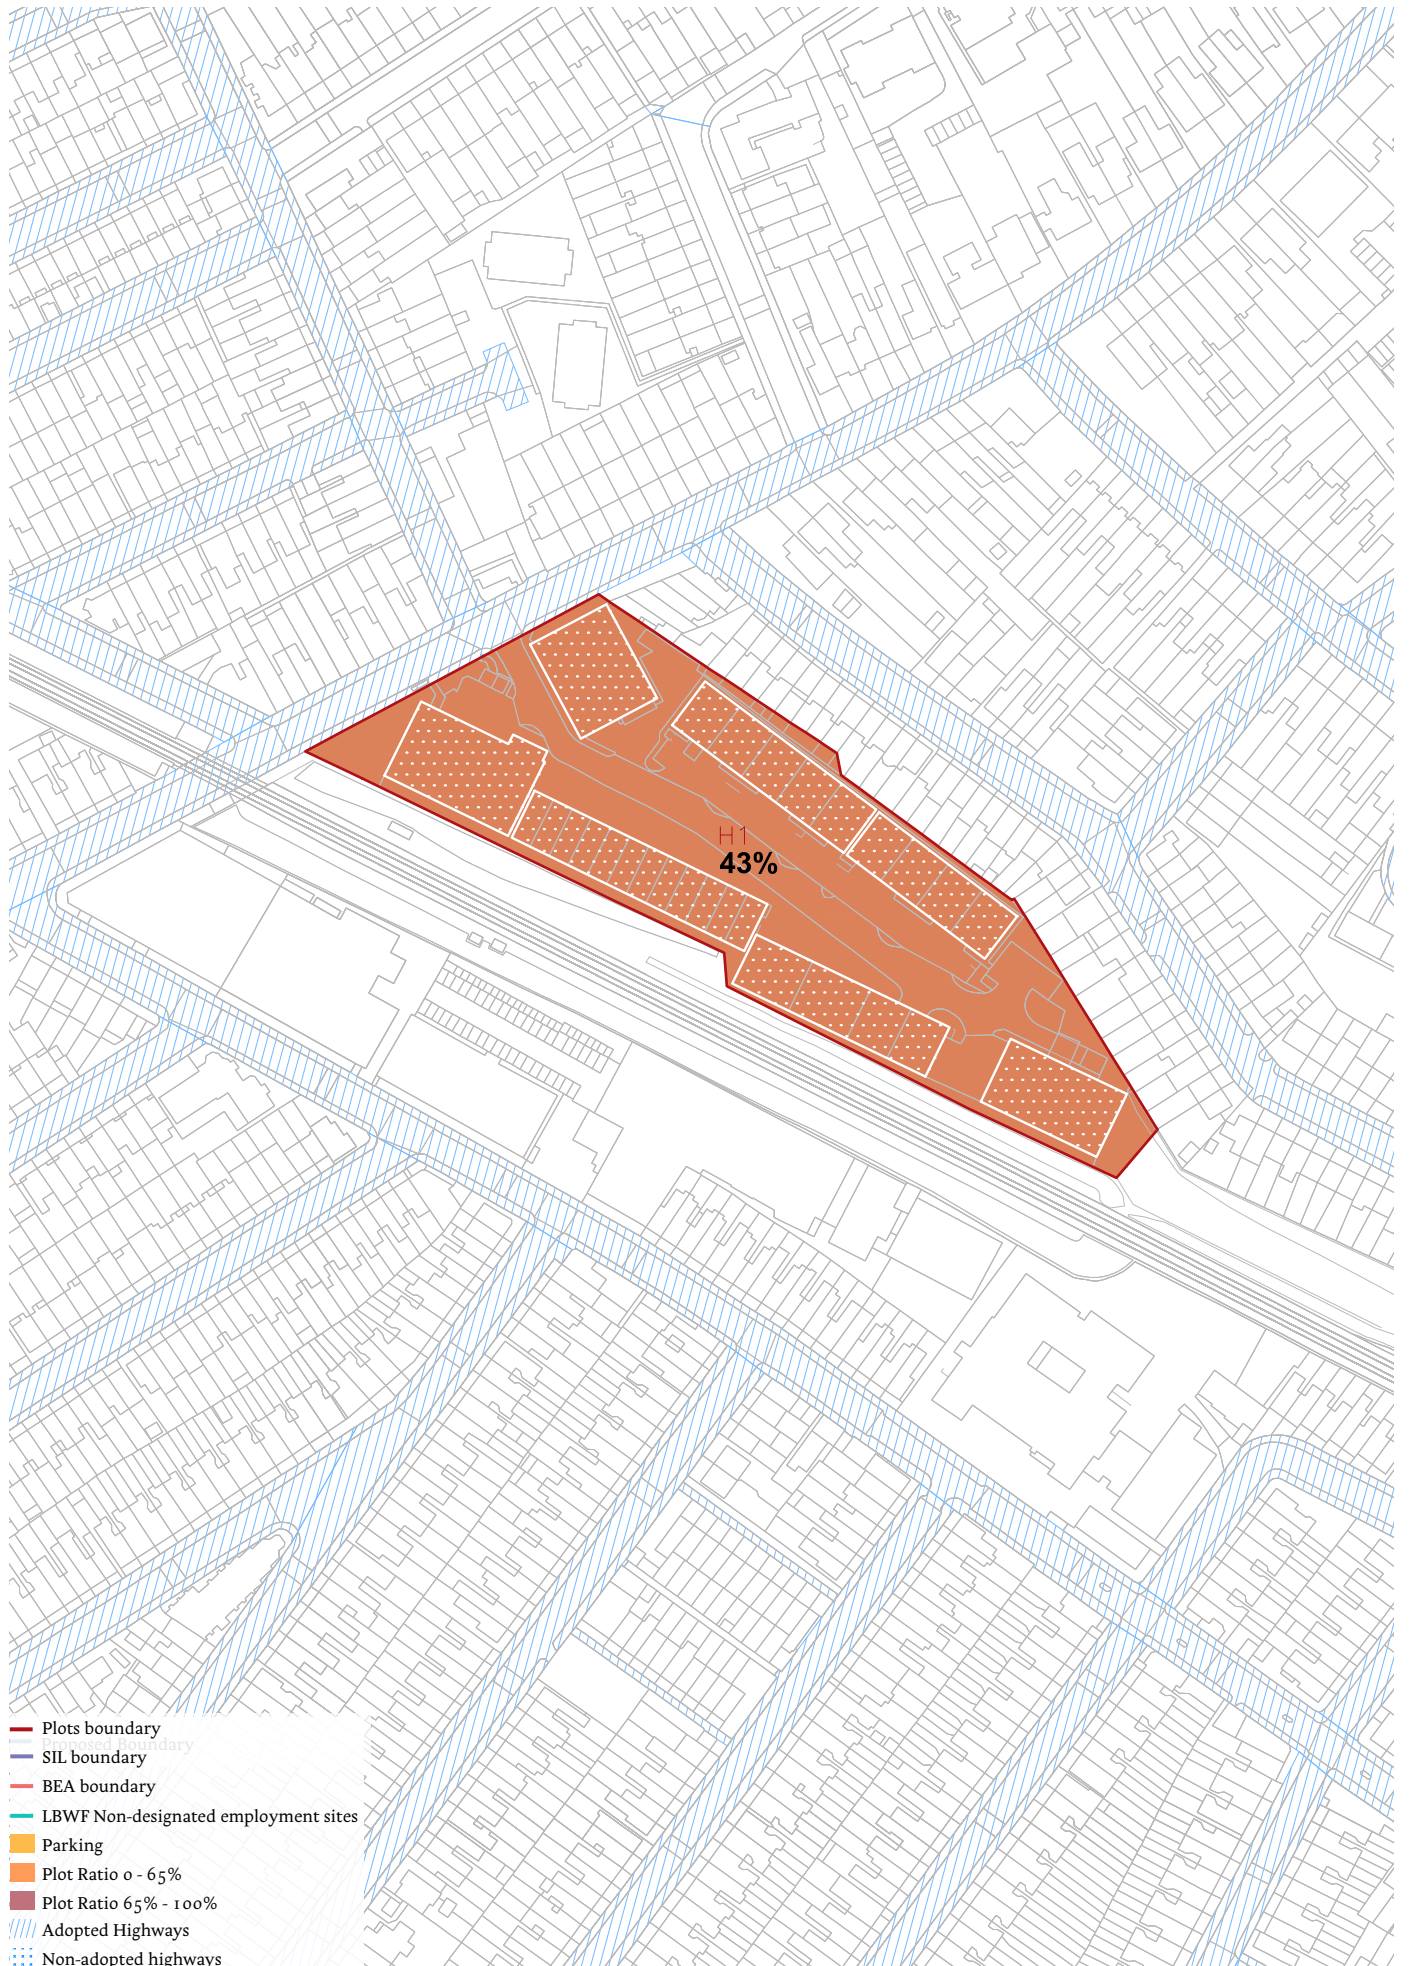 H1
43%
Plots boundary
Proposed Boundary
SIL boundary
BEA boundary
LBWF Non-designated employment sites
Parking
Plot Ratio 0 - 65%
Plot Ratio 65% - 100%
Adopted Highways
Non-adopted highways